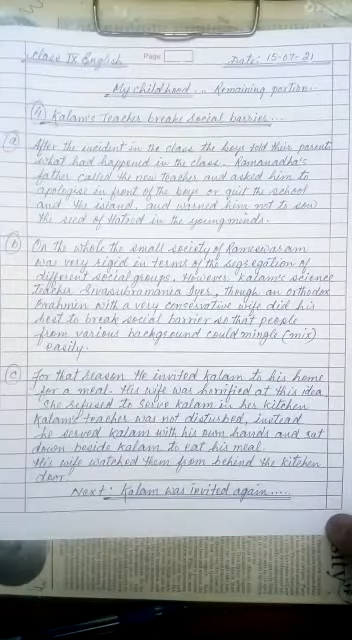 Class IX English Page Date: 15-07-21
My childhood ... Remaining portion..
4) Kalam's Teacher breaks social barrier...
a) After the incident in the class the boys told their parents
what had happened in the class. Ramanadha's
father called the new teacher and asked him to
apologise in front of the boys or quit the school
and the island, and warned him not to sow
the seed of Hatred in the young minds.
b) On the whole the small society of Rameswaram
was very rigid in terms of the segregation of
different social groups. However Kalam's science
teacher Sivasubramania Iyer, though an orthodox
Brahmen with a very conservative wife did his
best to break social barrier so that people
from various background could mingle (mix)
easily.
c) For that reason He invited Kalam to his home
for a meal. His wife was horrified at this idea.
She refused to serve Kalam in her kitchen
Kalam's teacher was not disturbed, instead
he served Kalam with his own hands and sat
down beside Kalam to eat his meal.
His wife watched them from behind the kitchen
door.
Next: Kalam was invited again.....